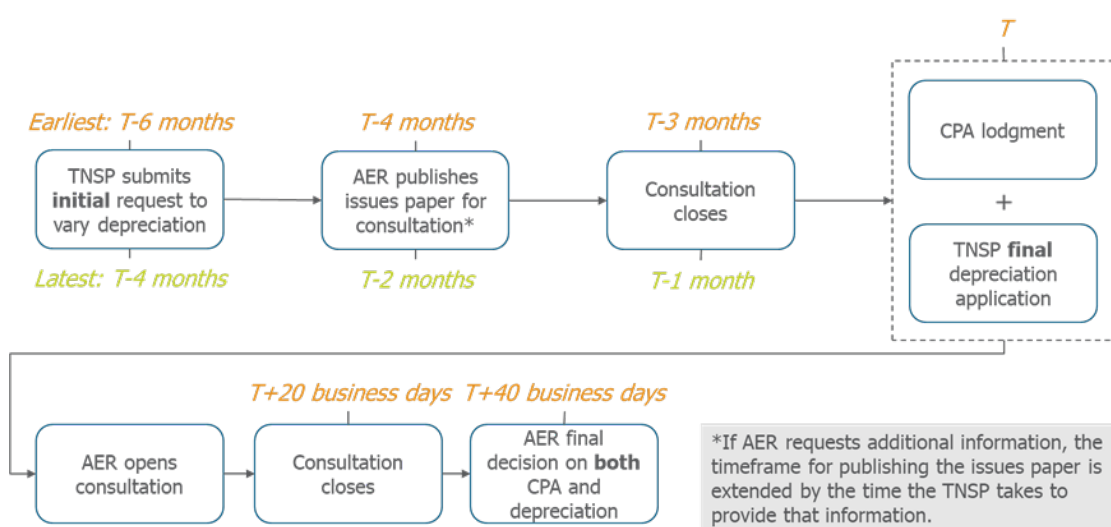 T
Earliest: T-6 months
T-4 months
T-3 months
TNSP submits
initial request to
vary depreciation
AER publishes
issues paper for
consultation*
Consultation
closes
CPA lodgment
+
TNSP final
depreciation
application
Latest: T-4 months
T-2 months
T-1 month
T+20 business days
T+40 business days
AER opens
consultation
Consultation
closes
AER final
decision on both
CPA and
depreciation
*If AER requests additional information, the
timeframe for publishing the issues paper is
extended by the time the TNSP takes to
provide that information.